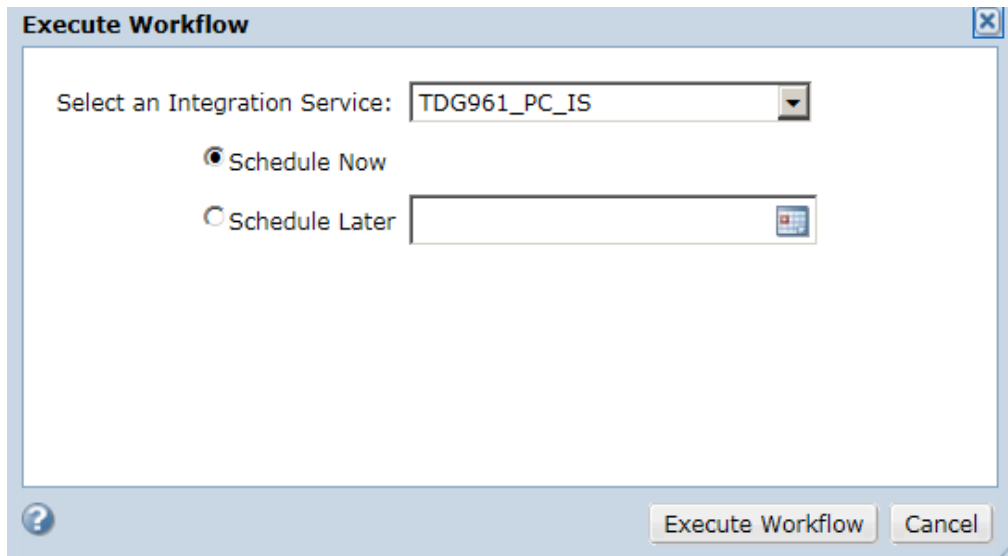 Execute Workflow
Select an Integration Service: TDG961_PC_IS
Schedule Now
Schedule Later
Execute Workflow Cancel